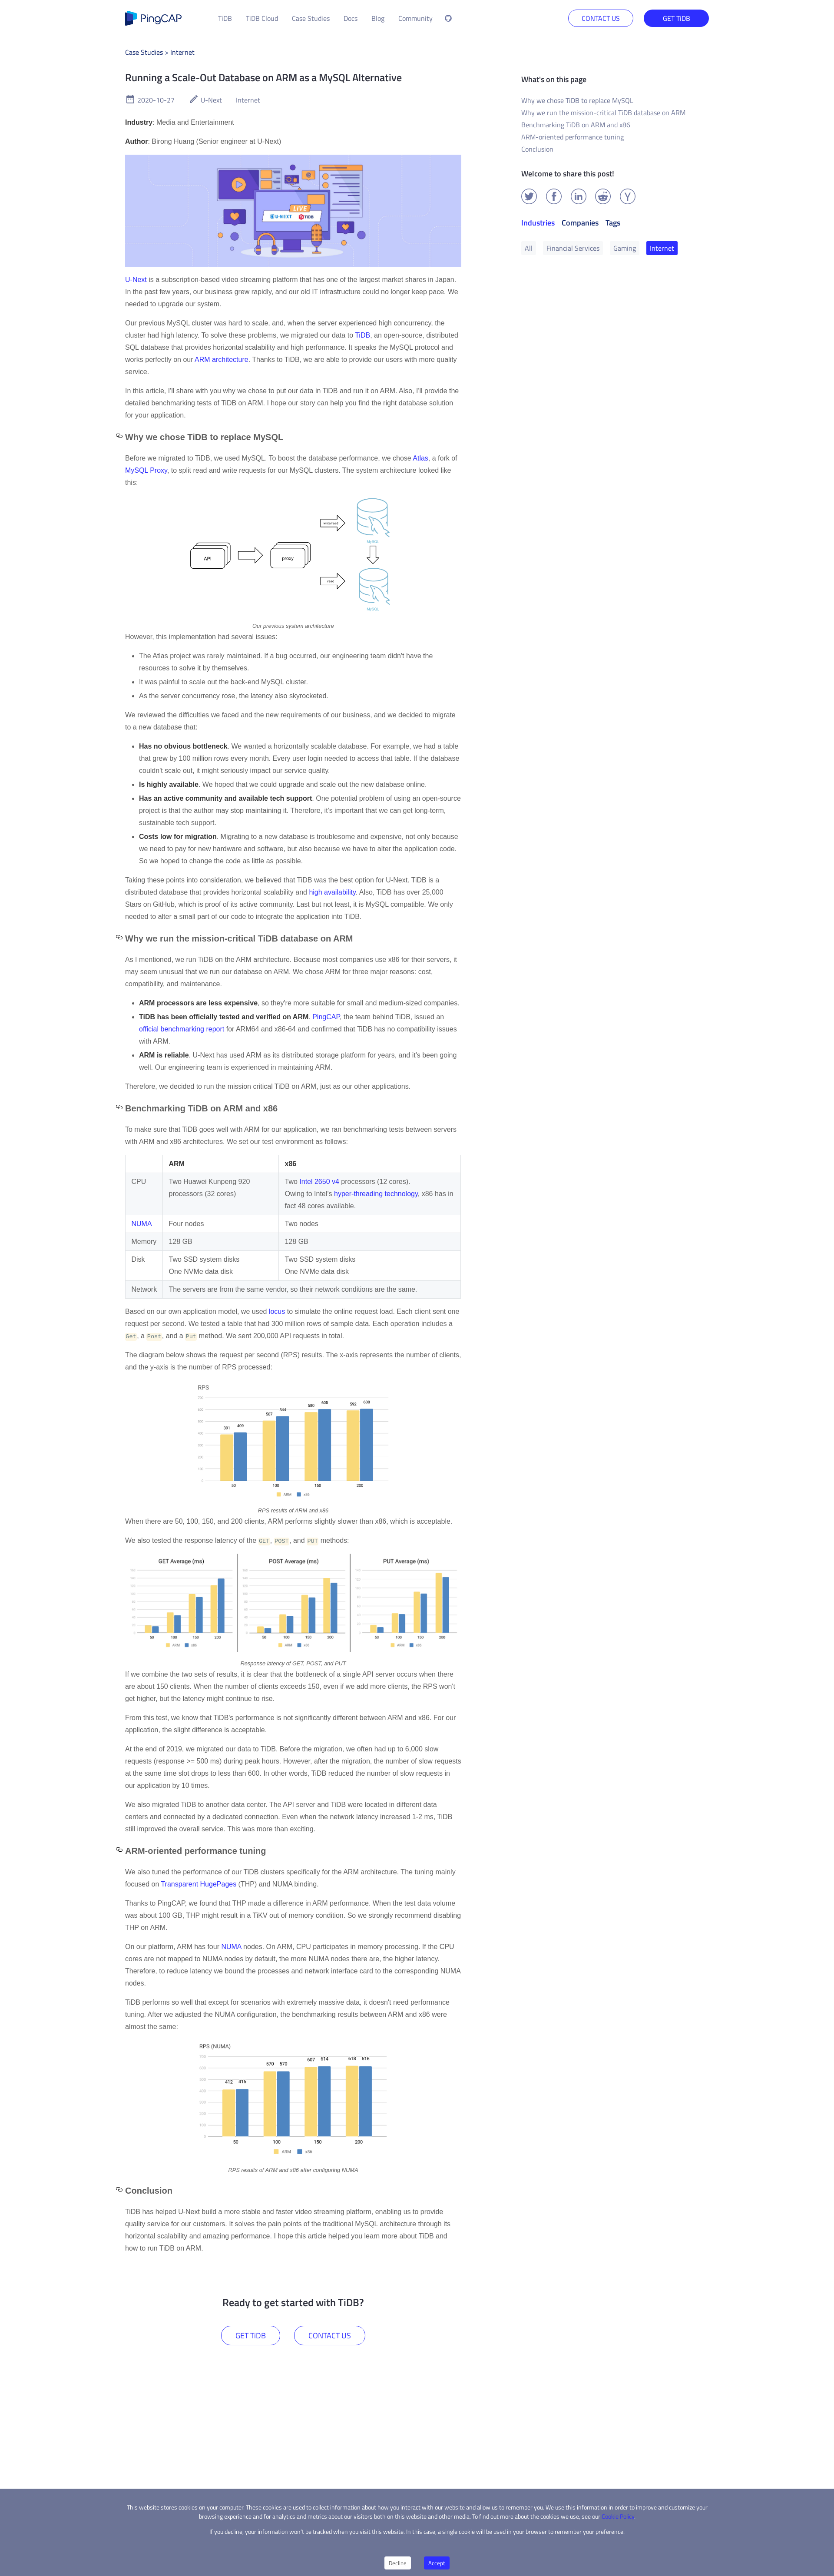 PingCAP
TiDB TiDB Cloud Case Studies Docs Blog Community
CONTACT US GET TiDB
Case Studies > Internet
Running a Scale-Out Database on ARM as a MySQL Alternative
2020-10-27 U-Next Internet
Industry: Media and Entertainment
Author: Birong Huang (Senior engineer at U-Next)
LIVE
U-NEXT TiDB
U-Next is a subscription-based video streaming platform that has one of the largest market shares in Japan.
In the past few years, our business grew rapidly, and our old IT infrastructure could no longer keep pace. We
needed to upgrade our system.
Our previous MySQL cluster was hard to scale, and, when the server experienced high concurrency, the
cluster had high latency. To solve these problems, we migrated our data to TiDB, an open-source, distributed
SQL database that provides horizontal scalability and high performance. It speaks the MySQL protocol and
works perfectly on our ARM architecture. Thanks to TiDB, we are able to provide our users with more quality
service.
In this article, I'll share with you why we chose to put our data in TiDB and run it on ARM. Also, I'll provide the
detailed benchmarking tests of TiDB on ARM. I hope our story can help you find the right database solution
for your application.
Why we chose TiDB to replace MySQL
Before we migrated to TiDB, we used MySQL. To boost the database performance, we chose Atlas, a fork of
MySQL Proxy, to split read and write requests for our MySQL clusters. The system architecture looked like
this:
API
proxy
read
MySQL
MySQL
Our previous system architecture
However, this implementation had several issues:
The Atlas project was rarely maintained. If a bug occurred, our engineering team didn't have the
resources to solve it by themselves.
It was painful to scale out the back-end MySQL cluster.
As the server concurrency rose, the latency also skyrocketed.
We reviewed the difficulties we faced and the new requirements of our business, and we decided to migrate
to a new database that:
Has no obvious bottleneck. We wanted a horizontally scalable database. For example, we had a table
that grew by 100 million rows every month. Every user login needed to access that table. If the database
couldn't scale out, it might seriously impact our service quality.
Is highly available. We hoped that we could upgrade and scale out the new database online.
Has an active community and available tech support. One potential problem of using an open-source
project is that the author may stop maintaining it. Therefore, it's important that we can get long-term,
sustainable tech support.
Costs low for migration. Migrating to a new database is troublesome and expensive, not only because
we need to pay for new hardware and software, but also because we have to alter the application code.
So we hoped to change the code as little as possible.
Taking these points into consideration, we believed that TiDB was the best option for U-Next. TiDB is a
distributed database that provides horizontal scalability and high availability. Also, TiDB has over 25,000
Stars on GitHub, which is proof of its active community. Last but not least, it is MySQL compatible. We only
needed to alter a small part of our code to integrate the application into TiDB.
Why we run the mission-critical TiDB database on ARM
As I mentioned, we run TiDB on the ARM architecture. Because most companies use x86 for their servers, it
may seem unusual that we run our database on ARM. We chose ARM for three major reasons: cost,
compatibility, and maintenance.
ARM processors are less expensive, so they're more suitable for small and medium-sized companies.
TiDB has been officially tested and verified on ARM. PingCAP, the team behind TiDB, issued an
official benchmarking report for ARM64 and x86-64 and confirmed that TiDB has no compatibility issues
with ARM.
ARM is reliable. U-Next has used ARM as its distributed storage platform for years, and it's been going
well. Our engineering team is experienced in maintaining ARM.
Therefore, we decided to run the mission critical TiDB on ARM, just as our other applications.
Benchmarking TiDB on ARM and x86
To make sure that TiDB goes well with ARM for our application, we ran benchmarking tests between servers
with ARM and x86 architectures. We set our test environment as follows:
ARM x86
CPU Two Huawei Kunpeng 920 processors (32 cores) Two Intel 2650 v4 processors (12 cores).
Owing to Intel's hyper-threading technology, x86 has in
fact 48 cores available.
NUMA Four nodes Two nodes
Memory 128 GB 128 GB
Disk Two SSD system disks Two SSD system disks
One NVMe data disk One NVMe data disk
Network The servers are from the same vendor, so their network conditions are the same.
Based on our own application model, we used locus to simulate the online request load. Each client sent one
request per second. We tested a table that had 300 million rows of sample data. Each operation includes a
Get, a Post, and a Put method. We sent 200,000 API requests in total.
The diagram below shows the request per second (RPS) results. The x-axis represents the number of clients,
and the y-axis is the number of RPS processed:
RPS
391 409 507 544 580 605 592 608
50 100 150 200
ARM x86
RPS results of ARM and x86
When there are 50, 100, 150, and 200 clients, ARM performs slightly slower than x86, which is acceptable.
We also tested the response latency of the GET, POST, and PUT methods:
GET Average (ms) POST Average (ms) PUT Average (ms)
50 100 150 200 50 100 150 200 50 100 150 200
ARM x86 ARM x86 ARM x86
Response latency of GET, POST, and PUT
If we combine the two sets of results, it is clear that the bottleneck of a single API server occurs when there
are about 150 clients. When the number of clients exceeds 150, even if we add more clients, the RPS won't
get higher, but the latency might continue to rise.
From this test, we know that TiDB's performance is not significantly different between ARM and x86. For our
application, the slight difference is acceptable.
At the end of 2019, we migrated our data to TiDB. Before the migration, we often had up to 6,000 slow
requests (response >= 500 ms) during peak hours. However, after the migration, the number of slow requests
at the same time slot drops to less than 600. In other words, TiDB reduced the number of slow requests in
our application by 10 times.
We also migrated TiDB to another data center. The API server and TiDB were located in different data
centers and connected by a dedicated connection. Even when the network latency increased 1-2 ms, TiDB
still improved the overall service. This was more than exciting.
ARM-oriented performance tuning
We also tuned the performance of our TiDB clusters specifically for the ARM architecture. The tuning mainly
focused on Transparent HugePages (THP) and NUMA binding.
Thanks to PingCAP, we found that THP made a difference in ARM performance. When the test data volume
was about 100 GB, THP might result in a TiKV out of memory condition. So we strongly recommend disabling
THP on ARM.
On our platform, ARM has four NUMA nodes. On ARM, CPU participates in memory processing. If the CPU
cores are not mapped to NUMA nodes by default, the more NUMA nodes there are, the higher latency.
Therefore, to reduce latency we bound the processes and network interface card to the corresponding NUMA
nodes.
TiDB performs so well that except for scenarios with extremely massive data, it doesn't need performance
tuning. After we adjusted the NUMA configuration, the benchmarking results between ARM and x86 were
almost the same:
RPS (NUMA)
412 415 570 570 607 614 618 616
50 100 150 200
ARM x86
RPS results of ARM and x86 after configuring NUMA
Conclusion
TiDB has helped U-Next build a more stable and faster video streaming platform, enabling us to provide
quality service for our customers. It solves the pain points of the traditional MySQL architecture through its
horizontal scalability and amazing performance. I hope this article helped you learn more about TiDB and
how to run TiDB on ARM.
Ready to get started with TiDB?
GET TiDB CONTACT US
What's on this page
Why we chose TiDB to replace MySQL
Why we run the mission-critical TiDB database on ARM
Benchmarking TiDB on ARM and x86
ARM-oriented performance tuning
Conclusion
Welcome to share this post!
Industries Companies Tags
All Financial Services Gaming Internet
This website stores cookies on your computer. These cookies are used to collect information about how you interact with our website and allow us to remember you. We use this information in order to improve and customize your
browsing experience and for analytics and metrics about our visitors both on this website and other media. To find out more about the cookies we use, see our Cookie Policy.
If you decline, your information won't be tracked when you visit this website. In this case, a single cookie will be used in your browser to remember your preference.
Decline Accept